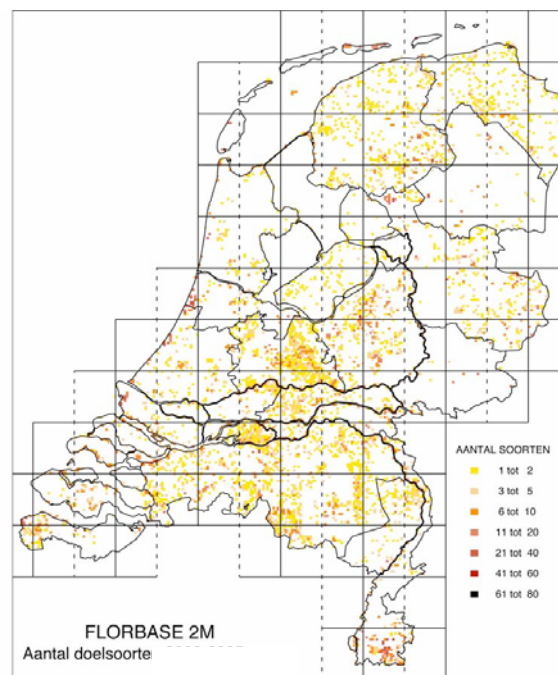 AANTAL SOORTEN
1 tot 2
3 tot 5
6 tot 10
11 tot 20
21 tot 40
41 tot 60
61 tot 80
FLORBASE 2M
Aantal doelsoorte